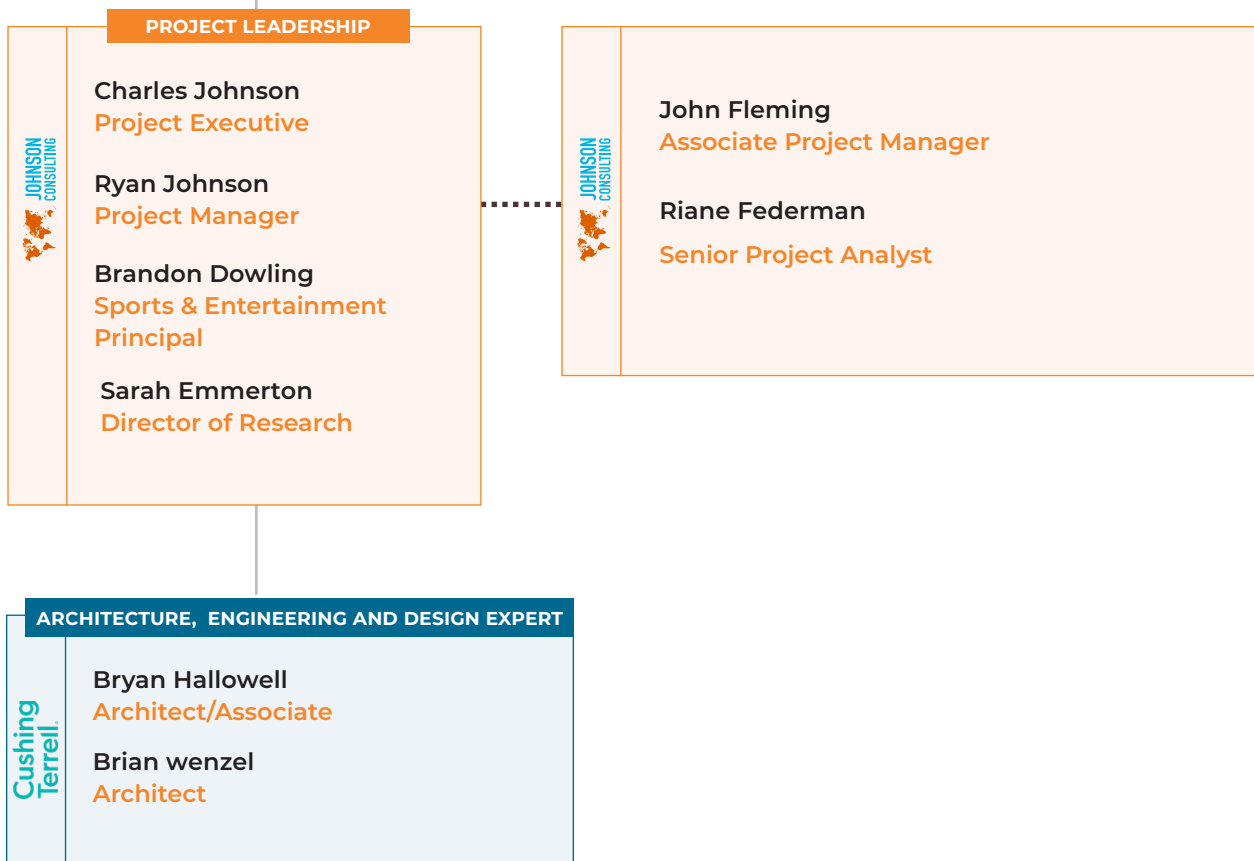 PROJECT LEADERSHIP
JOHNSON
CONSULTING
Charles Johnson
Project Executive
Ryan Johnson
Project Manager
Brandon Dowling
Sports & Entertainment
Principal
Sarah Emmerton
Director of Research
JOHNSON
CONSULTING
John Fleming
Associate Project Manager
Riane Federman
Senior Project Analyst
ARCHITECTURE, ENGINEERING AND DESIGN EXPERT
Cushing
Terrell.
Bryan Hallowell
Architect/Associate
Brian wenzel
Architect